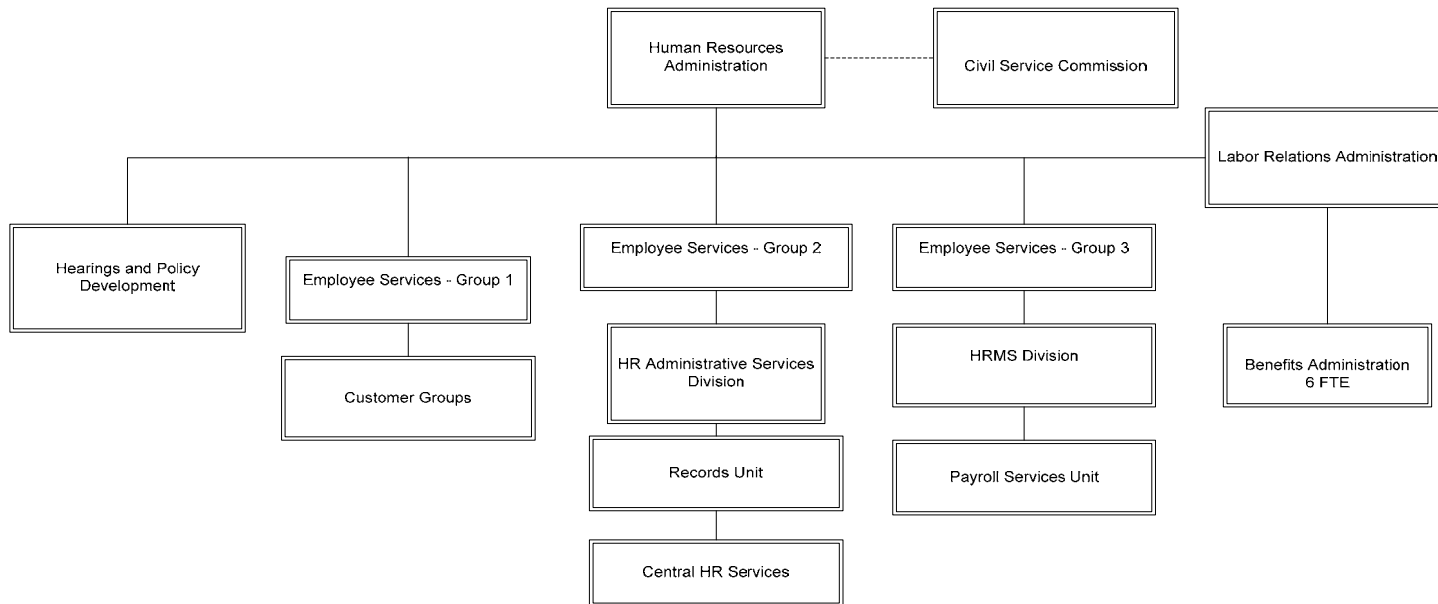 Human Resources
Administration
Civil Service Commission
Labor Relations Administration
Hearings and Policy
Development
Employee Services - Group 1
Employee Services - Group 2
Employee Services - Group 3
Customer Groups
HR Administrative Services
Division
HRMS Division
Benefits Administration
6 FTE
Records Unit
Payroll Services Unit
Central HR Services